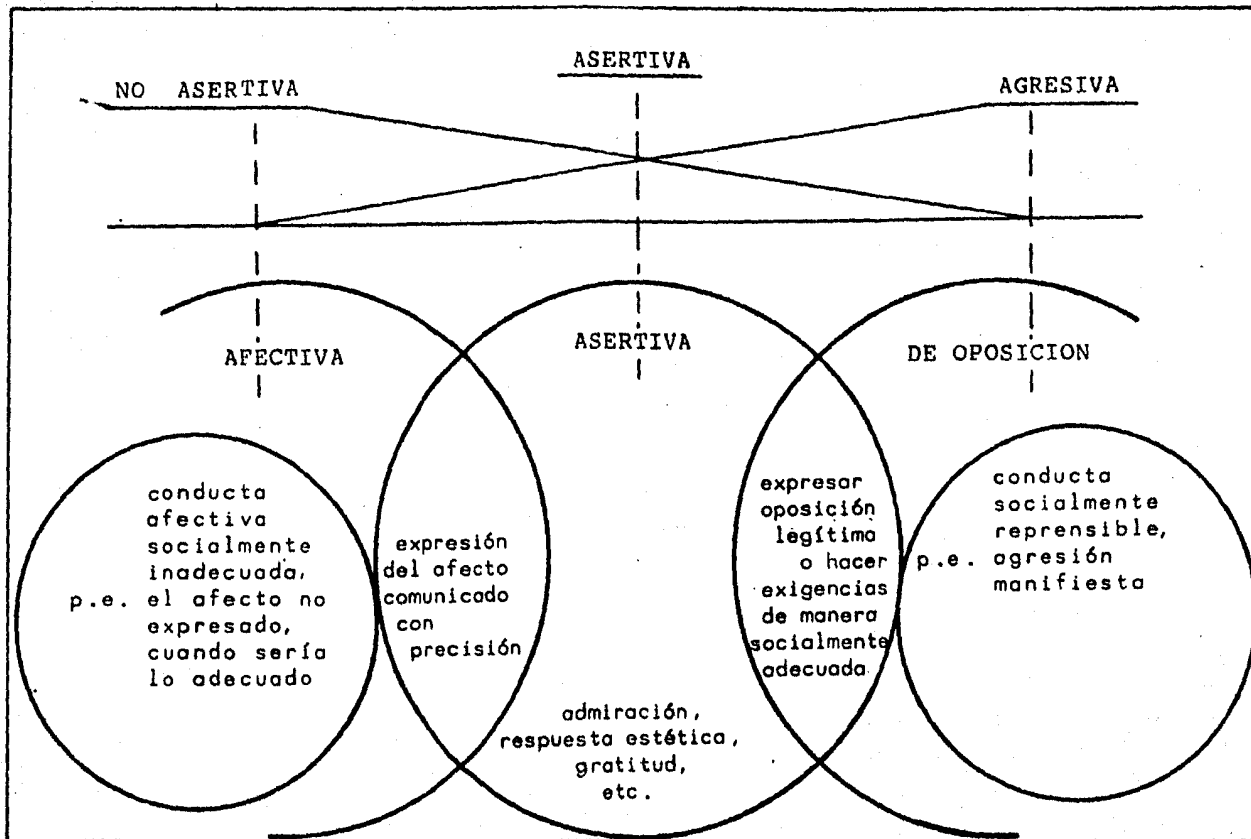 ASERTIVA
NO ASERTIVA
AGRESIVA
AFECTIVA
ASERTIVA
DE OPOSICION
conducta
afectiva
socialmente
inadecuada,
p.e. el afecto no
expresado,
cuando sería
lo adecuado
expresión
del afecto
comunicado
con
precisión
admiración,
respuesta estética,
gratitud,
etc.
expresar
oposición
legítima
o hacer
exigencias
de manera
socialmente
adecuada
conducta
socialmente
reprensible,
p.e. agresión
manifiesta